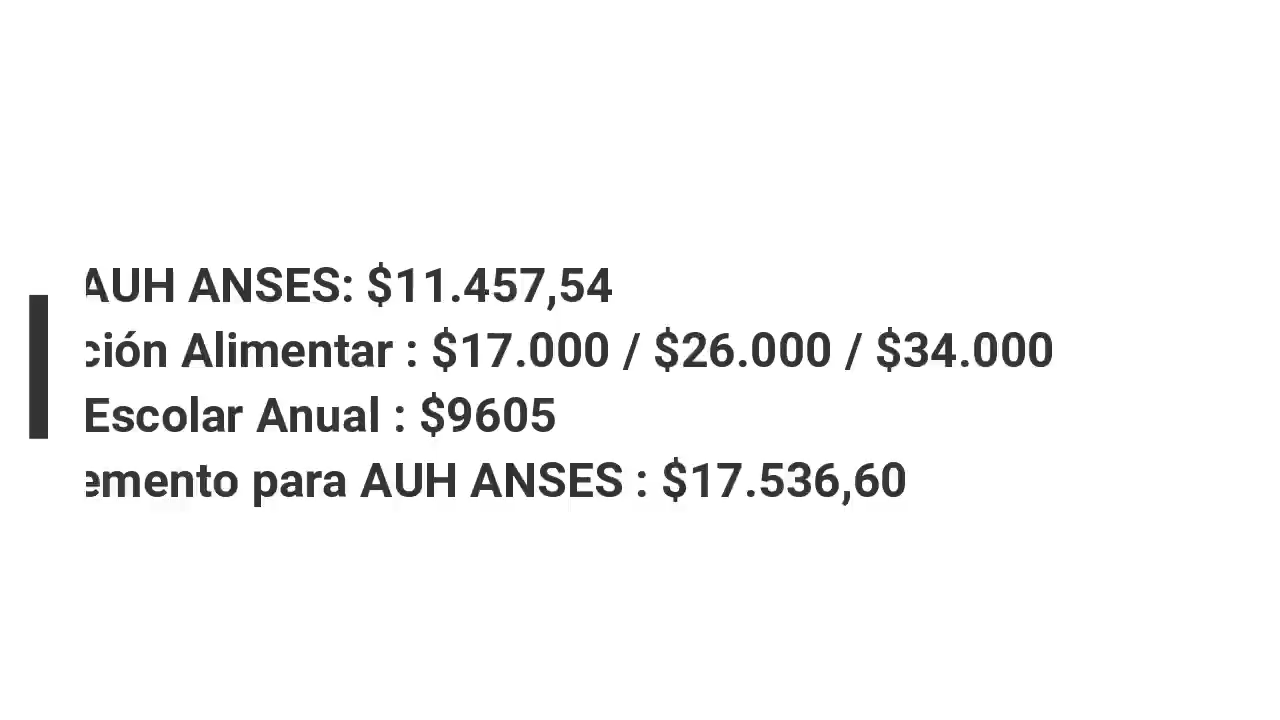 AUH ANSES: $11.457,54
ción Alimentar : $17.000 / $26.000 / $34.000
Escolar Anual : $9605
emento para AUH ANSES : $17.536,60